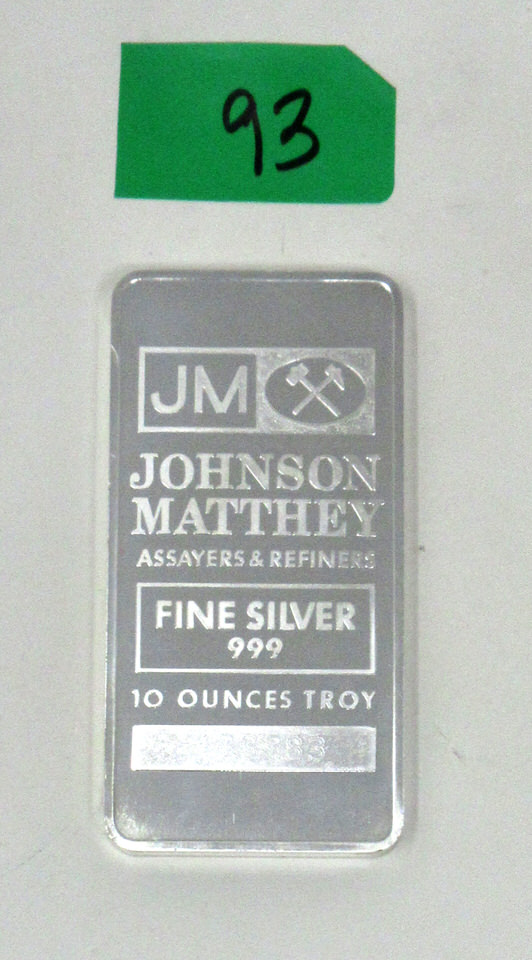 93
JM
JOHNSON
MATTHEY
ASSAYERS & REFINERS
FINE SILVER
999
10 OUNCES TROY